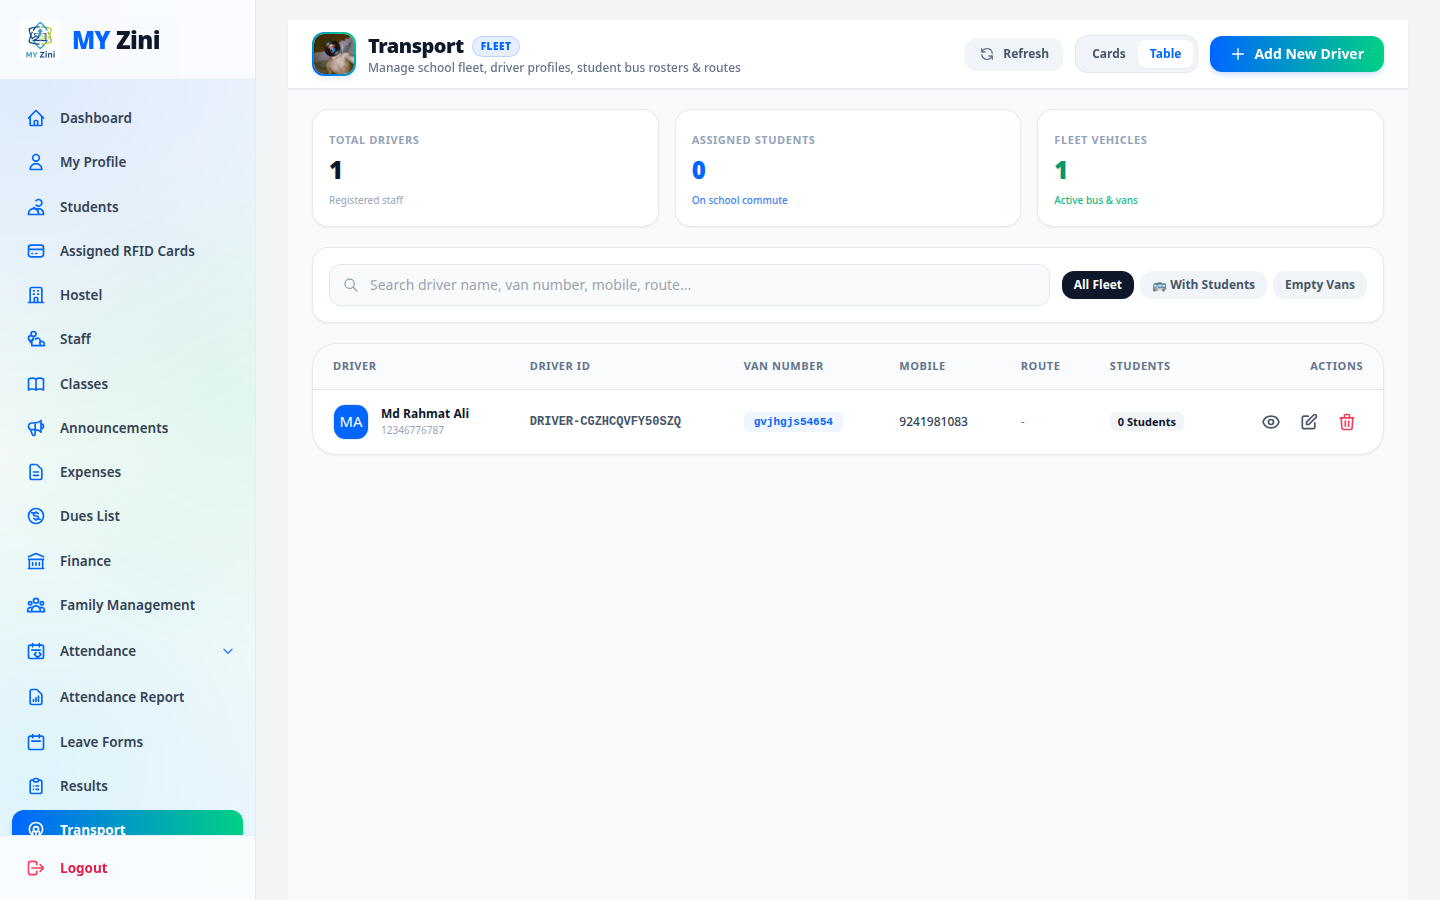 MY Zini
MY Zini
Dashboard
My Profile
Students
Assigned RFID Cards
Hostel
Staff
Classes
Announcements
Expenses
Dues List
Finance
Family Management
Attendance
Attendance Report
Leave Forms
Results
Transport
Logout
Transport FLEET
Manage school fleet, driver profiles, student bus rosters & routes
Refresh
Cards
Table
Add New Driver
TOTAL DRIVERS
1
Registered staff
ASSIGNED STUDENTS
0
On school commute
FLEET VEHICLES
1
Active bus & vans
Search driver name, van number, mobile, route...
All Fleet
With Students
Empty Vans
DRIVER DRIVER ID VAN NUMBER MOBILE ROUTE STUDENTS ACTIONS
MA Md Rahmat Ali DRIVER-CGZHCQVFY50SZQ gvjhgjs54654 9241981083 - 0 Students
12346776787